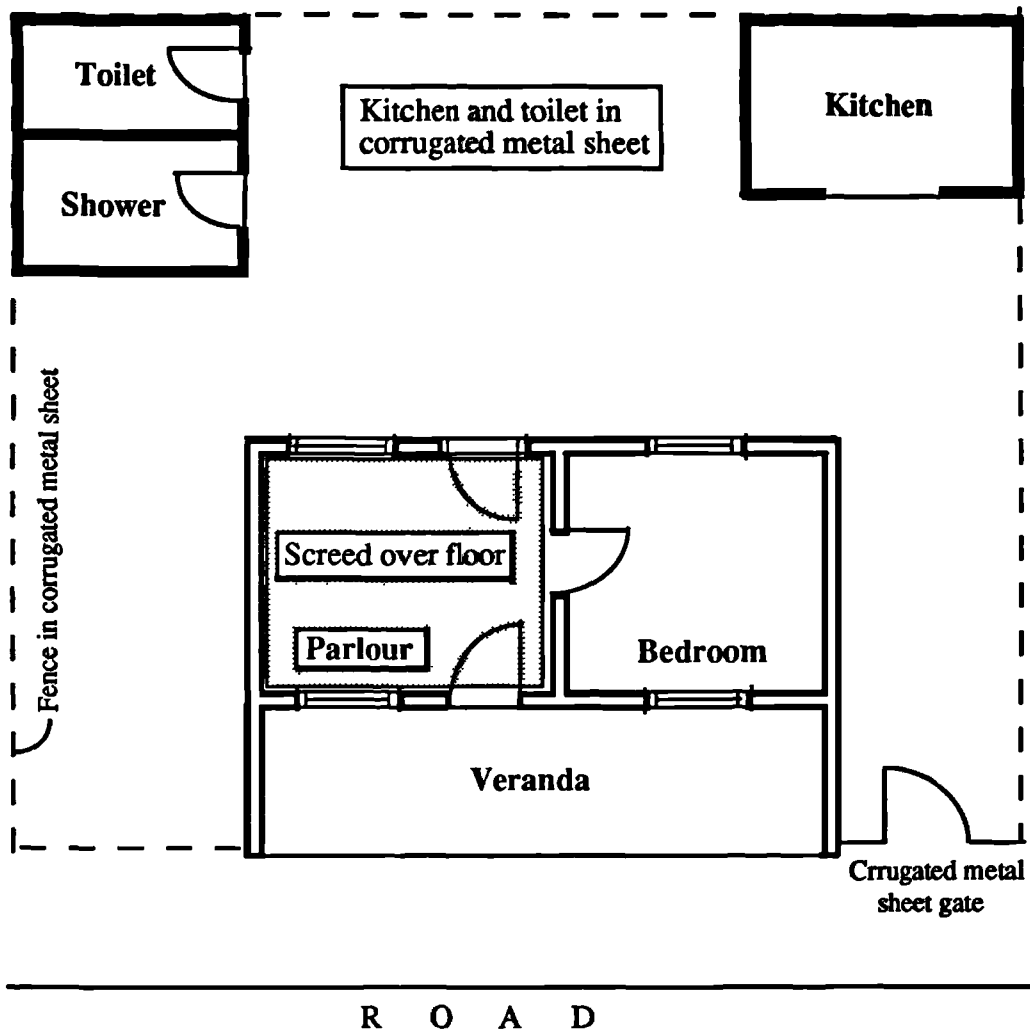 Toilet
Kitchen and toilet in
corrugated metal sheet
Kitchen
Shower
Fence in corrugated metal sheet
Screed over floor
Parlour
Bedroom
Veranda
Crrugated metal
sheet gate
ROAD